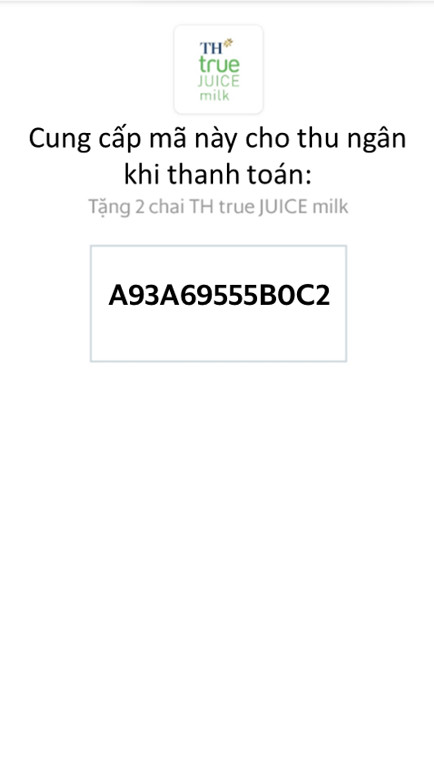 TH
true
JUICE
milk
Cung cấp mã này cho thu ngân
khi thanh toán:
Tặng 2 chai TH true JUICE milk
A93A69555B0C2